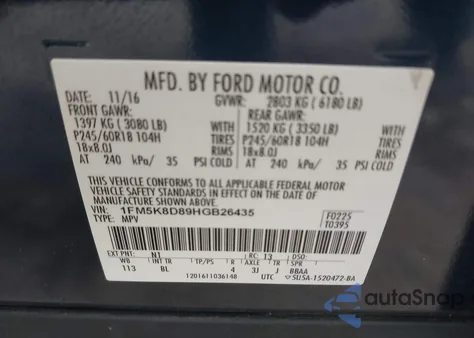 MFD. BY FORD MOTOR CO.
DATE: 11/16 GVWR: 2803 KG ( 6180 LB)
FRONT GAWR: REAR GAWR:
1397 KG ( 3080 LB) 1520 KG ( 3350 LB)
P245/60R18 104H TIRES P245/60R18 104H TIRES
18x8.0J RIMS 18x8.0J RIMS
AT 240 kPa/ 35 PSI COLD AT 240 kPa/ 35 PSI COLD
THIS VEHICLE CONFORMS TO ALL APPLICABLE FEDERAL MOTOR
VEHICLE SAFETY STANDARDS IN EFFECT ON THE DATE OF
MANUFACTURE SHOWN ABOVE.
VIN: 1FM5K8D89HGB26435 F0225
TYPE: MPV T0395
EXT PNT: N1 RC: 13 DSO:
WB INT TR TP/PS R AXLE TR SPR
113 BL 4 3J J BBAA
1201611036148 UTC 5U5A-1520472-BA
autoSnap